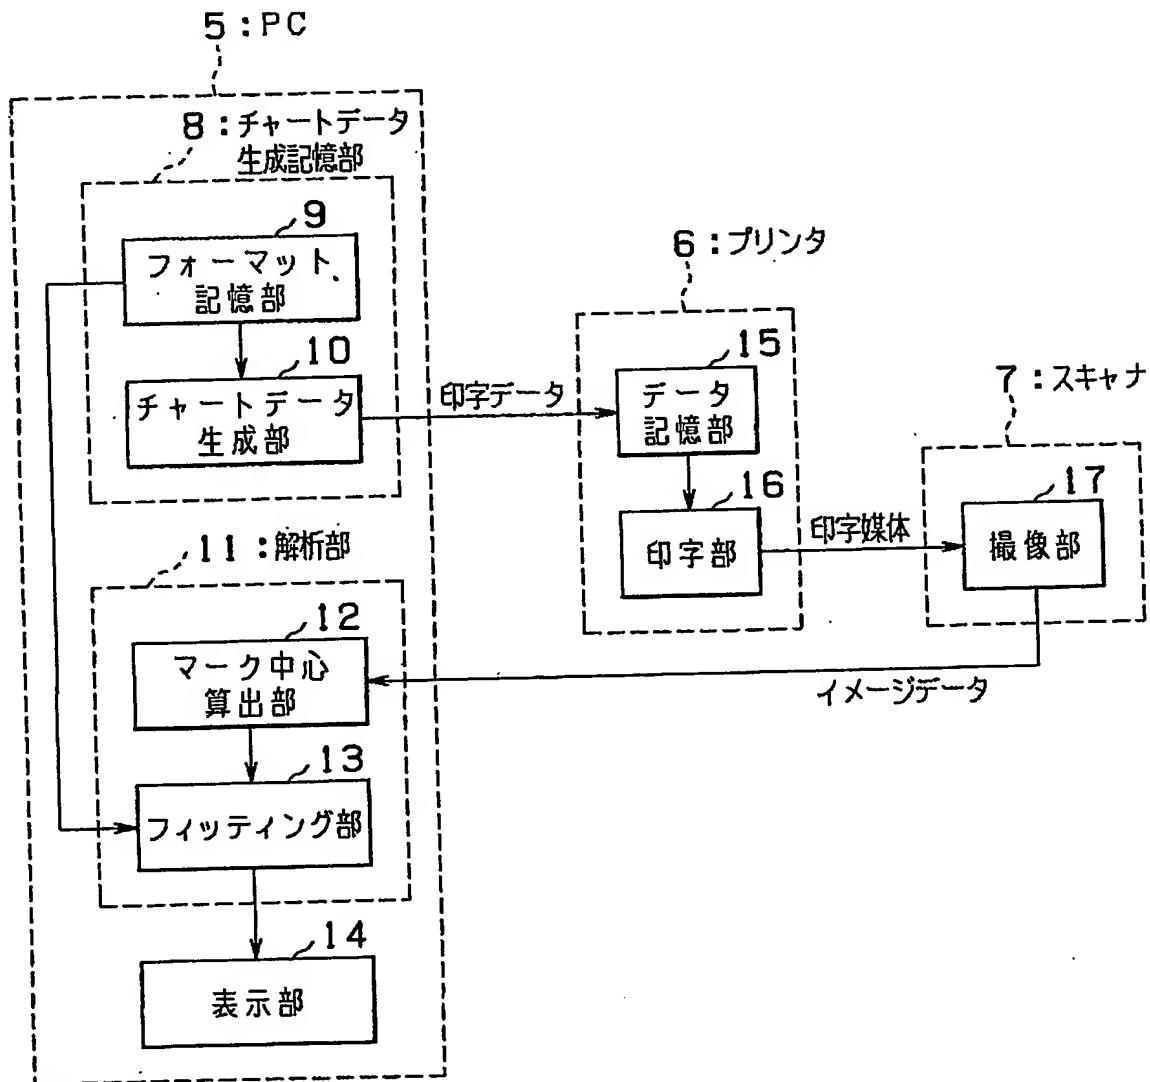 5:PC
8:チャートデータ
生成記憶部
9
フォーマット
記憶部
10
チャートデータ
生成部
印字データ
6:プリンタ
15
データ
記憶部
16
印字部
印字媒体
7:スキャナ
17
撮像部
イメージデータ
11:解析部
12
マーク中心
算出部
13
フィッティング部
14
表示部